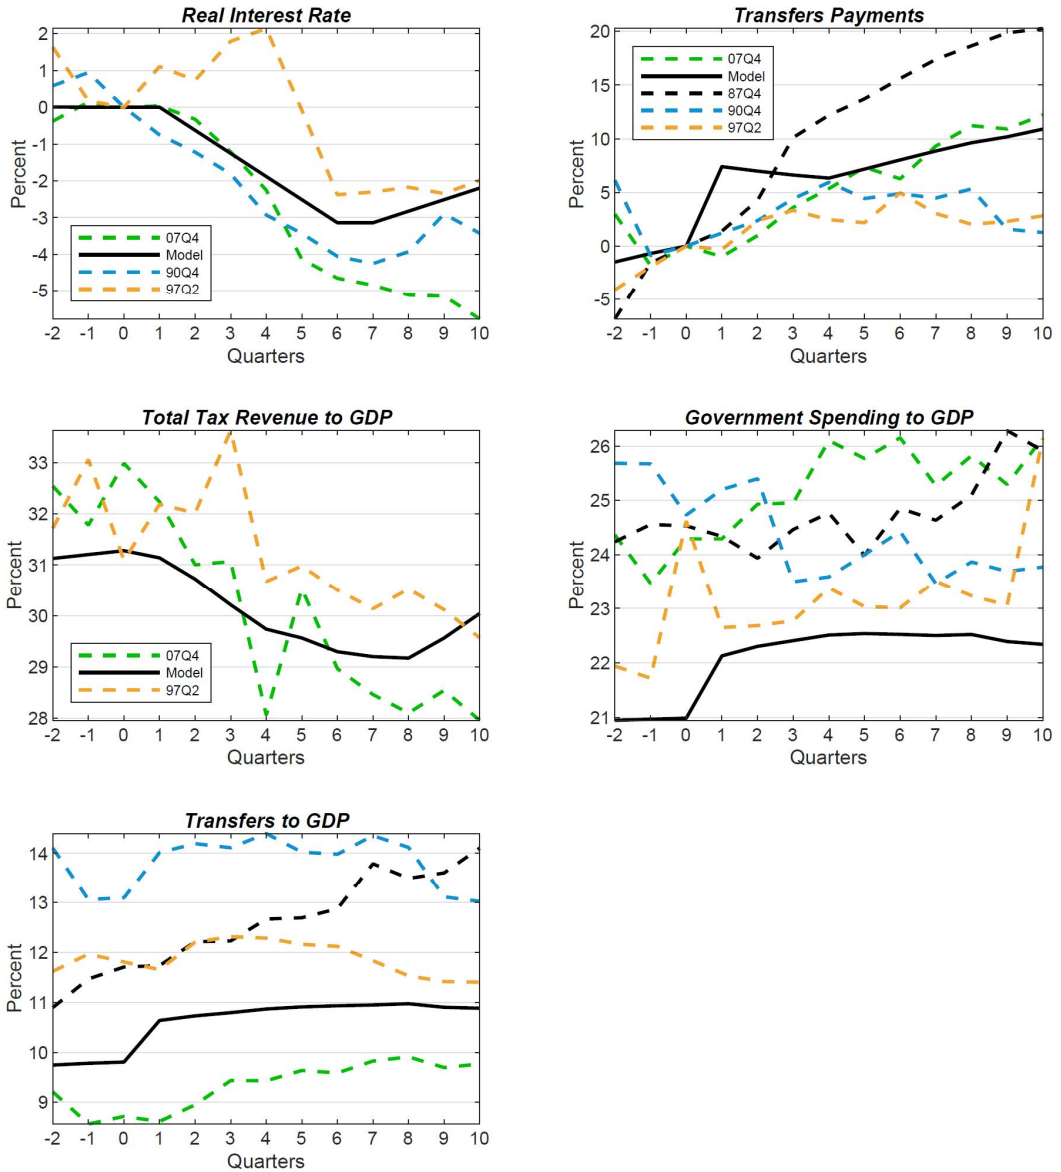 Real Interest Rate
2
1
0
-1
-2
-3
-4
-5
Percent
07Q4
Model
90Q4
97Q2
-2 -1 0 1 2 3 4 5 6 7 8 9 10
Quarters
Transfers Payments
20
15
10
5
0
-5
Percent
07Q4
Model
87Q4
90Q4
97Q2
-2 -1 0 1 2 3 4 5 6 7 8 9 10
Quarters
Total Tax Revenue to GDP
33
32
31
30
29
28
Percent
07Q4
Model
97Q2
-2 -1 0 1 2 3 4 5 6 7 8 9 10
Quarters
Government Spending to GDP
26
25
24
23
22
21
Percent
-2 -1 0 1 2 3 4 5 6 7 8 9 10
Quarters
Transfers to GDP
14
13
12
11
10
9
Percent
-2 -1 0 1 2 3 4 5 6 7 8 9 10
Quarters